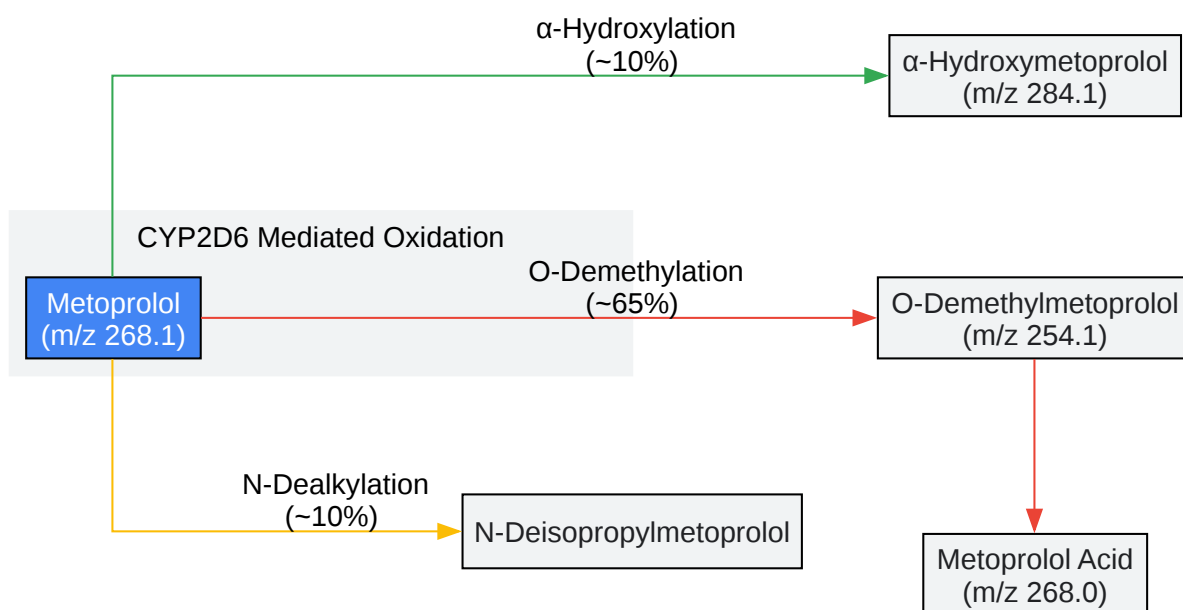 α-Hydroxylation
(~10%)
α-Hydroxymetoprolol
(m/z 284.1)
CYP2D6 Mediated Oxidation
Metoprolol
(m/z 268.1)
O-Demethylation
(~65%)
O-Demethylmetoprolol
(m/z 254.1)
N-Dealkylation
(~10%)
N-Deisopropylmetoprolol
Metoprolol Acid
(m/z 268.0)